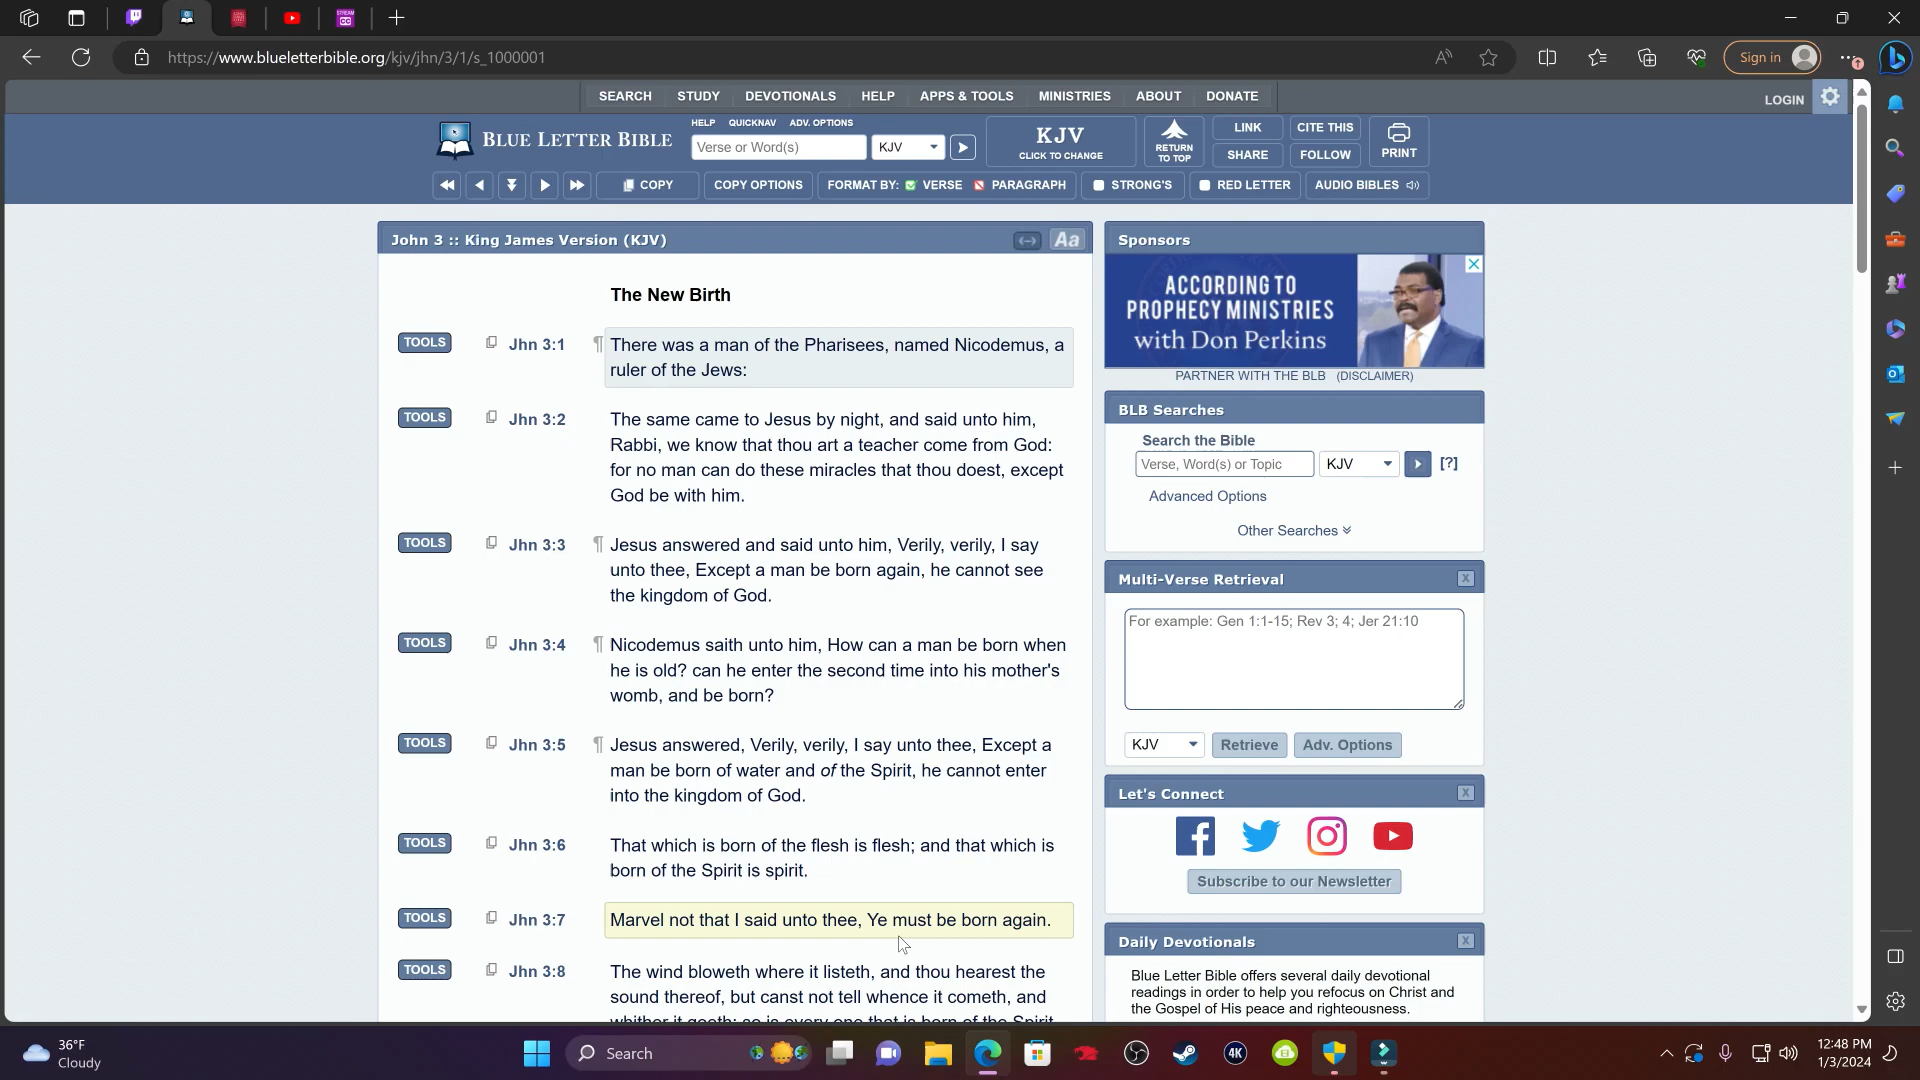 https://www.blueletterbible.org/kjv/jhn/3/1/s_1000001
Sign in
SEARCH STUDY DEVOTIONALS HELP APPS & TOOLS MINISTRIES ABOUT DONATE
LOGIN
BLUE LETTER BIBLE
HELP QUICKNAV ADV. OPTIONS
Verse or Word(s)
KJV
KJV
CLICK TO CHANGE
RETURN
TO TOP
LINK
CITE THIS
SHARE
FOLLOW
PRINT
COPY
COPY OPTIONS
FORMAT BY: VERSE PARAGRAPH
STRONG'S
RED LETTER
AUDIO BIBLES
John 3 :: King James Version (KJV)
Aa
The New Birth
TOOLS Jhn 3:1 ¶ There was a man of the Pharisees, named Nicodemus, a
ruler of the Jews:
TOOLS Jhn 3:2 The same came to Jesus by night, and said unto him,
Rabbi, we know that thou art a teacher come from God:
for no man can do these miracles that thou doest, except
God be with him.
TOOLS Jhn 3:3 ¶ Jesus answered and said unto him, Verily, verily, I say
unto thee, Except a man be born again, he cannot see
the kingdom of God.
TOOLS Jhn 3:4 ¶ Nicodemus saith unto him, How can a man be born when
he is old? can he enter the second time into his mother's
womb, and be born?
TOOLS Jhn 3:5 ¶ Jesus answered, Verily, verily, I say unto thee, Except a
man be born of water and of the Spirit, he cannot enter
into the kingdom of God.
TOOLS Jhn 3:6 That which is born of the flesh is flesh; and that which is
born of the Spirit is spirit.
TOOLS Jhn 3:7 Marvel not that I said unto thee, Ye must be born again.
TOOLS Jhn 3:8 The wind bloweth where it listeth, and thou hearest the
sound thereof, but canst not tell whence it cometh, and
whither it goeth: so is every one that is born of the Spirit
Sponsors
ACCORDING TO
PROPHECY MINISTRIES
with Don Perkins
PARTNER WITH THE BLB (DISCLAIMER)
BLB Searches
Search the Bible
Verse, Word(s) or Topic
KJV
[?]
Advanced Options
Other Searches
Multi-Verse Retrieval
X
For example: Gen 1:1-15; Rev 3; 4; Jer 21:10
KJV
Retrieve
Adv. Options
Let's Connect
X
Subscribe to our Newsletter
Daily Devotionals
X
Blue Letter Bible offers several daily devotional
readings in order to help you refocus on Christ and
the Gospel of His peace and righteousness.
36°F
Cloudy
Search
4K
12:48 PM
1/3/2024